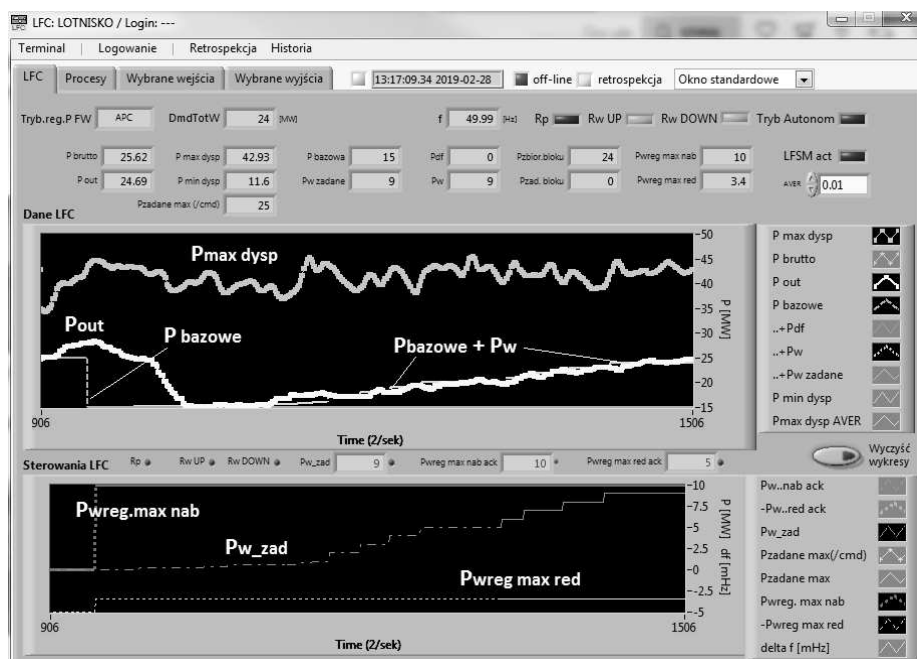 LFC: LOTNISKO / Login: ---
Terminal | Logowanie | Retrospekcja Historia
LFC Procesy Wybrane wejścia Wybrane wyjścia 13:17:09.34 2019-02-28 off-line retrospekcja Okno standardowe
Tryb.reg.P FW APC DmdTotW 24 [MW] f 49.99 [Hz] Rp Rw UP Rw DOWN Tryb Autonom
P brutto 25.62 P max dysp 42.93 P bazowa 15 Pdf 0 Pzbior.bloku 24 Pwreg max nab 10 LFSM act
P out 24.69 P min dysp 11.6 Pw zadane 9 Pw 9 Pzad. bloku 0 Pwreg max red 3.4 AVER 0.01
Pzadane max (/cmd) 25
Dane LFC
Pmax dysp
Pout
P bazowe
Pbazowe + Pw
-50
-45
-40
-35
-30
-25
-20
-15
P [MW]
906 1506
Time (2/sek)
P max dysp
P brutto
P out
P bazowe
..+Pdf
..+Pw
..+Pw zadane
P min dysp
Pmax dysp AVER
Wyczyść
wykresy
Sterowania LFC Rp Rw UP Rw DOWN Pw_zad 9 Pwreg max nab ack 10 Pwreg max red ack 5
Pwreg.max nab
Pw_zad
Pwreg max red
-10
-7.5
-5
-2.5
-0
-2.5
-5
P [MW] df [mHz]
906 1506
Time (2/sek)
Pw..nab ack
-Pw..red ack
Pw_zad
Pzadane max(/cmd)
Pzadane max
Pwreg. max nab
-Pwreg max red
delta f [mHz]